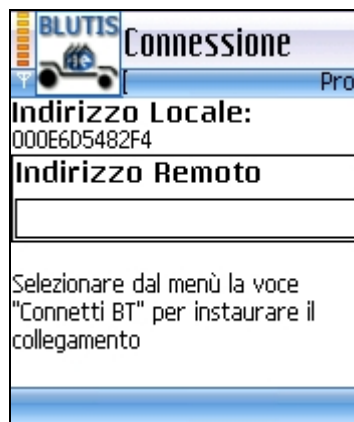 BLUTIS
Connessione
Pro
Indirizzo Locale:
000E6D5482F4
Indirizzo Remoto
Selezionare dal menù la voce
"Connetti BT" per instaurare il
collegamento